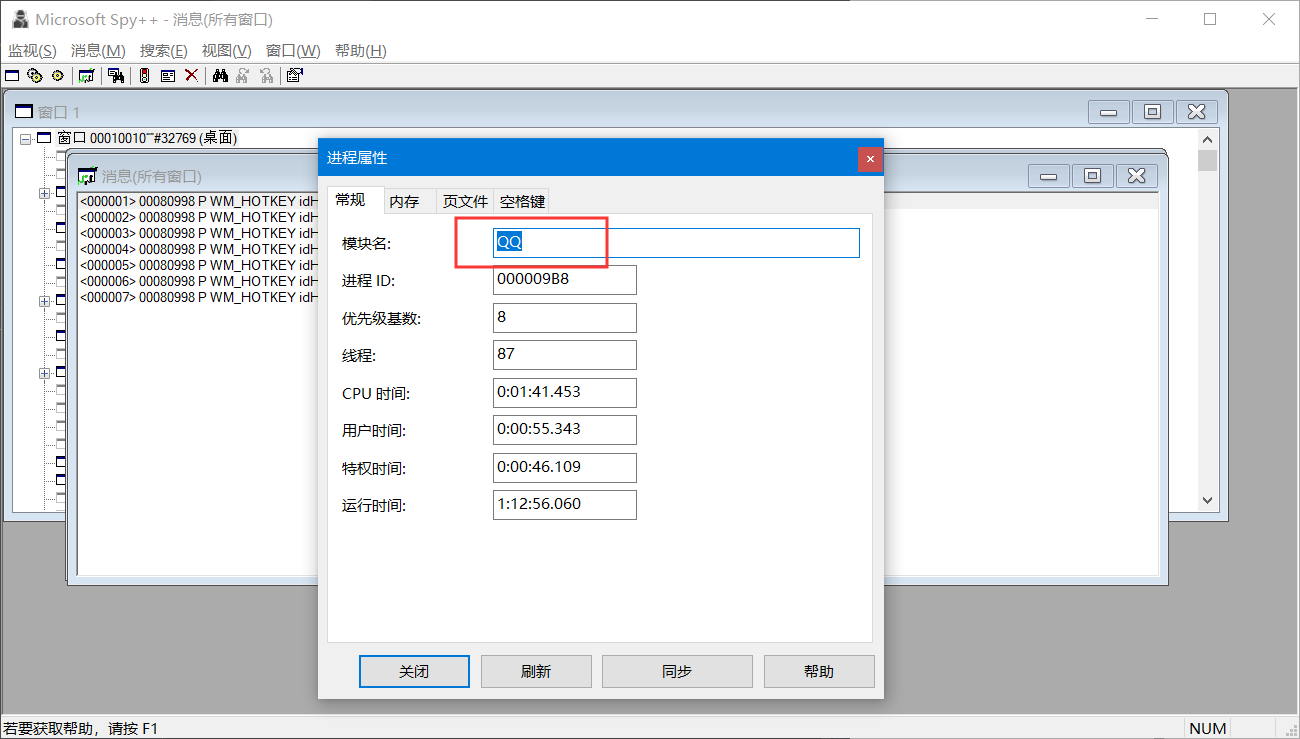 Microsoft Spy++ - 消息(所有窗口)
监视(S) 消息(M) 搜索(E) 视图(V) 窗口(W) 帮助(H)
窗口 1
窗口 00010010"#32769 (桌面)
消息(所有窗口)
<000001> 00080998 P WM_HOTKEY idH
<000002> 00080998 P WM_HOTKEY idH
<000003> 00080998 P WM_HOTKEY idH
<000004> 00080998 P WM_HOTKEY idH
<000005> 00080998 P WM_HOTKEY idH
<000006> 00080998 P WM_HOTKEY idH
<000007> 00080998 P WM_HOTKEY idH
进程属性
常规 内存 页文件 空格键
模块名: QQ
进程 ID: 000009B8
优先级基数: 8
线程: 87
CPU 时间: 0:01:41.453
用户时间: 0:00:55.343
特权时间: 0:00:46.109
运行时间: 1:12:56.060
关闭 刷新 同步 帮助
若要获取帮助，请按 F1
NUM